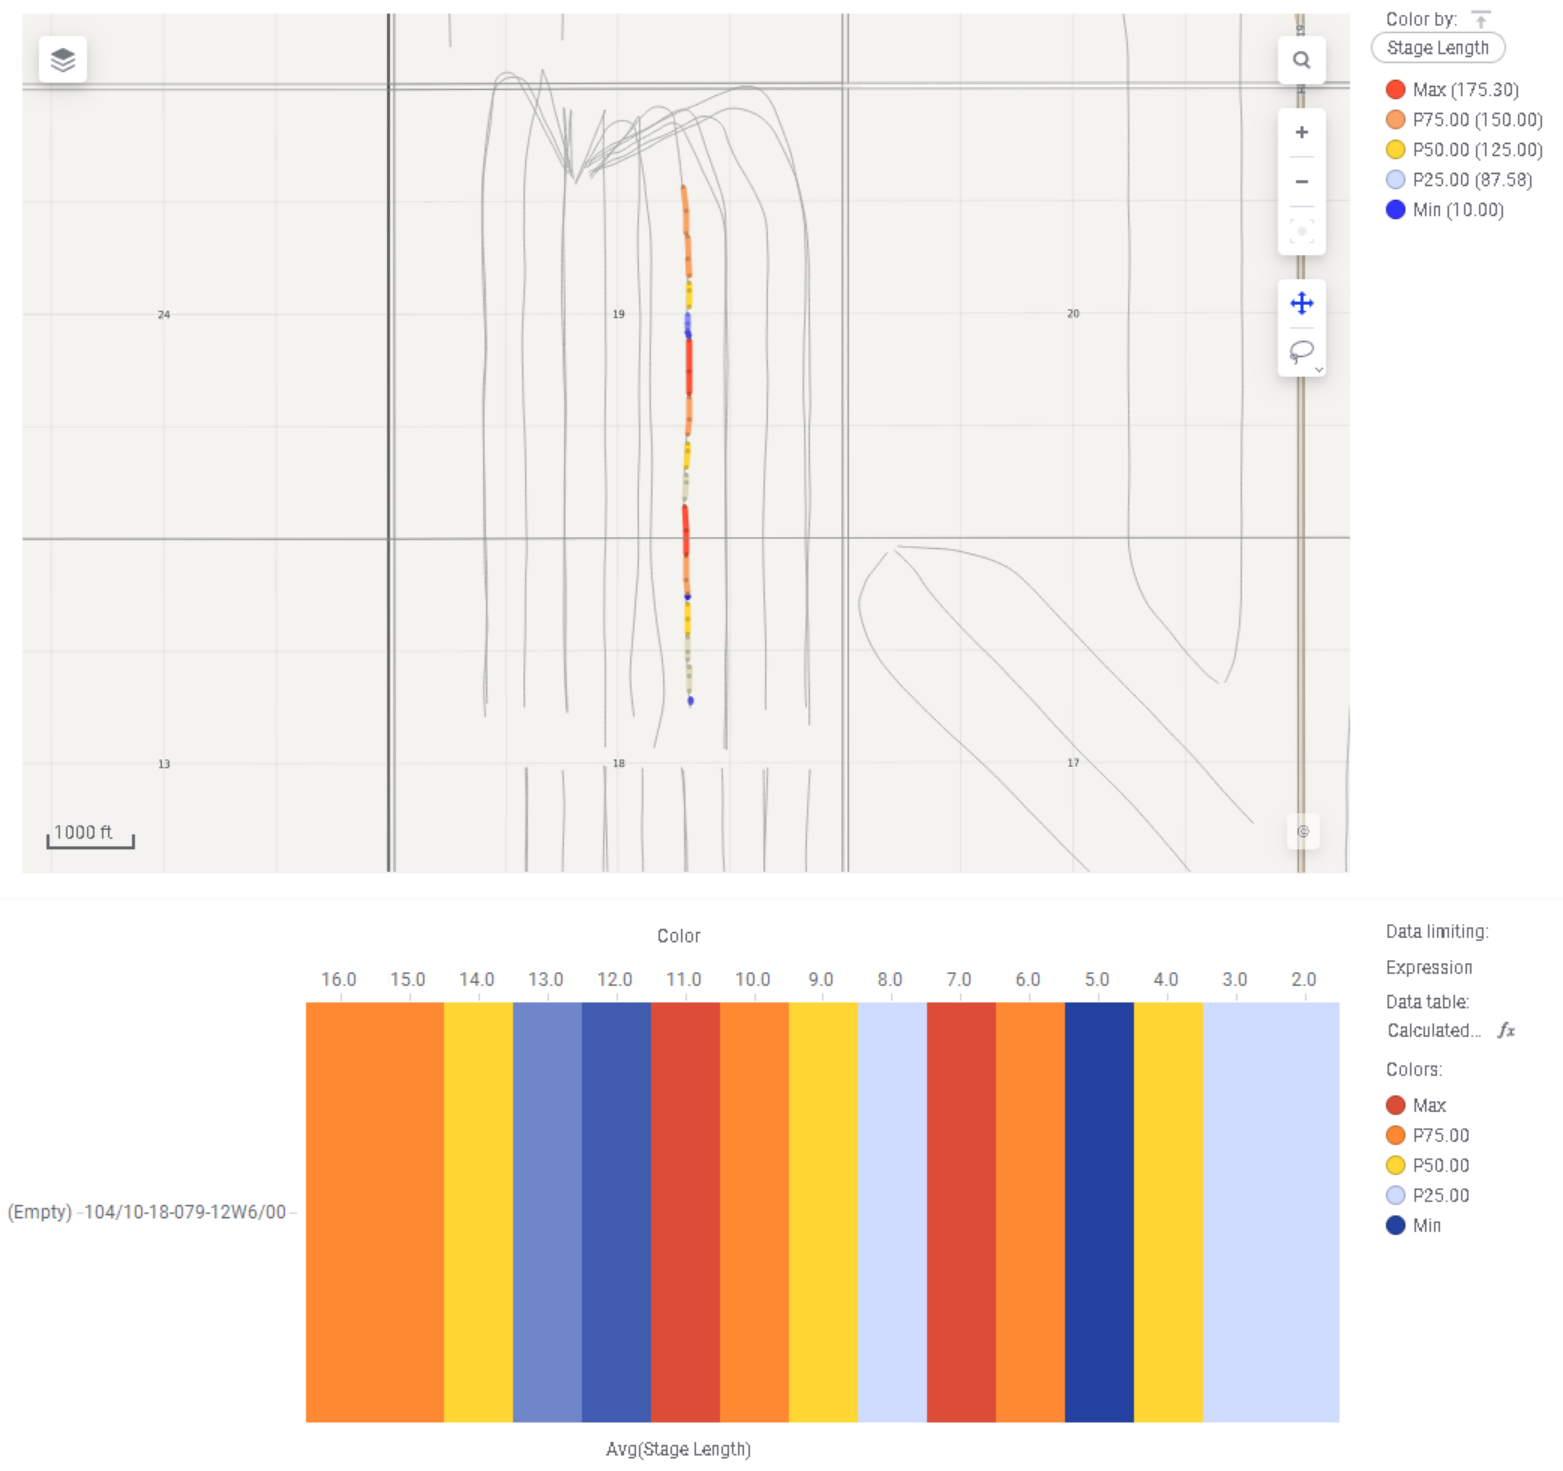 Color by:
Stage Length
Max (175.30)
P75.00 (150.00)
P50.00 (125.00)
P25.00 (87.58)
Min (10.00)
+
−
24
19
20
13
18
17
1000 ft
©
Color
16.0 15.0 14.0 13.0 12.0 11.0 10.0 9.0 8.0 7.0 6.0 5.0 4.0 3.0 2.0
(Empty) 104/10-18-079-12W6/00
Avg(Stage Length)
Data limiting:
Expression
Data table:
Calculated... fx
Colors:
Max
P75.00
P50.00
P25.00
Min